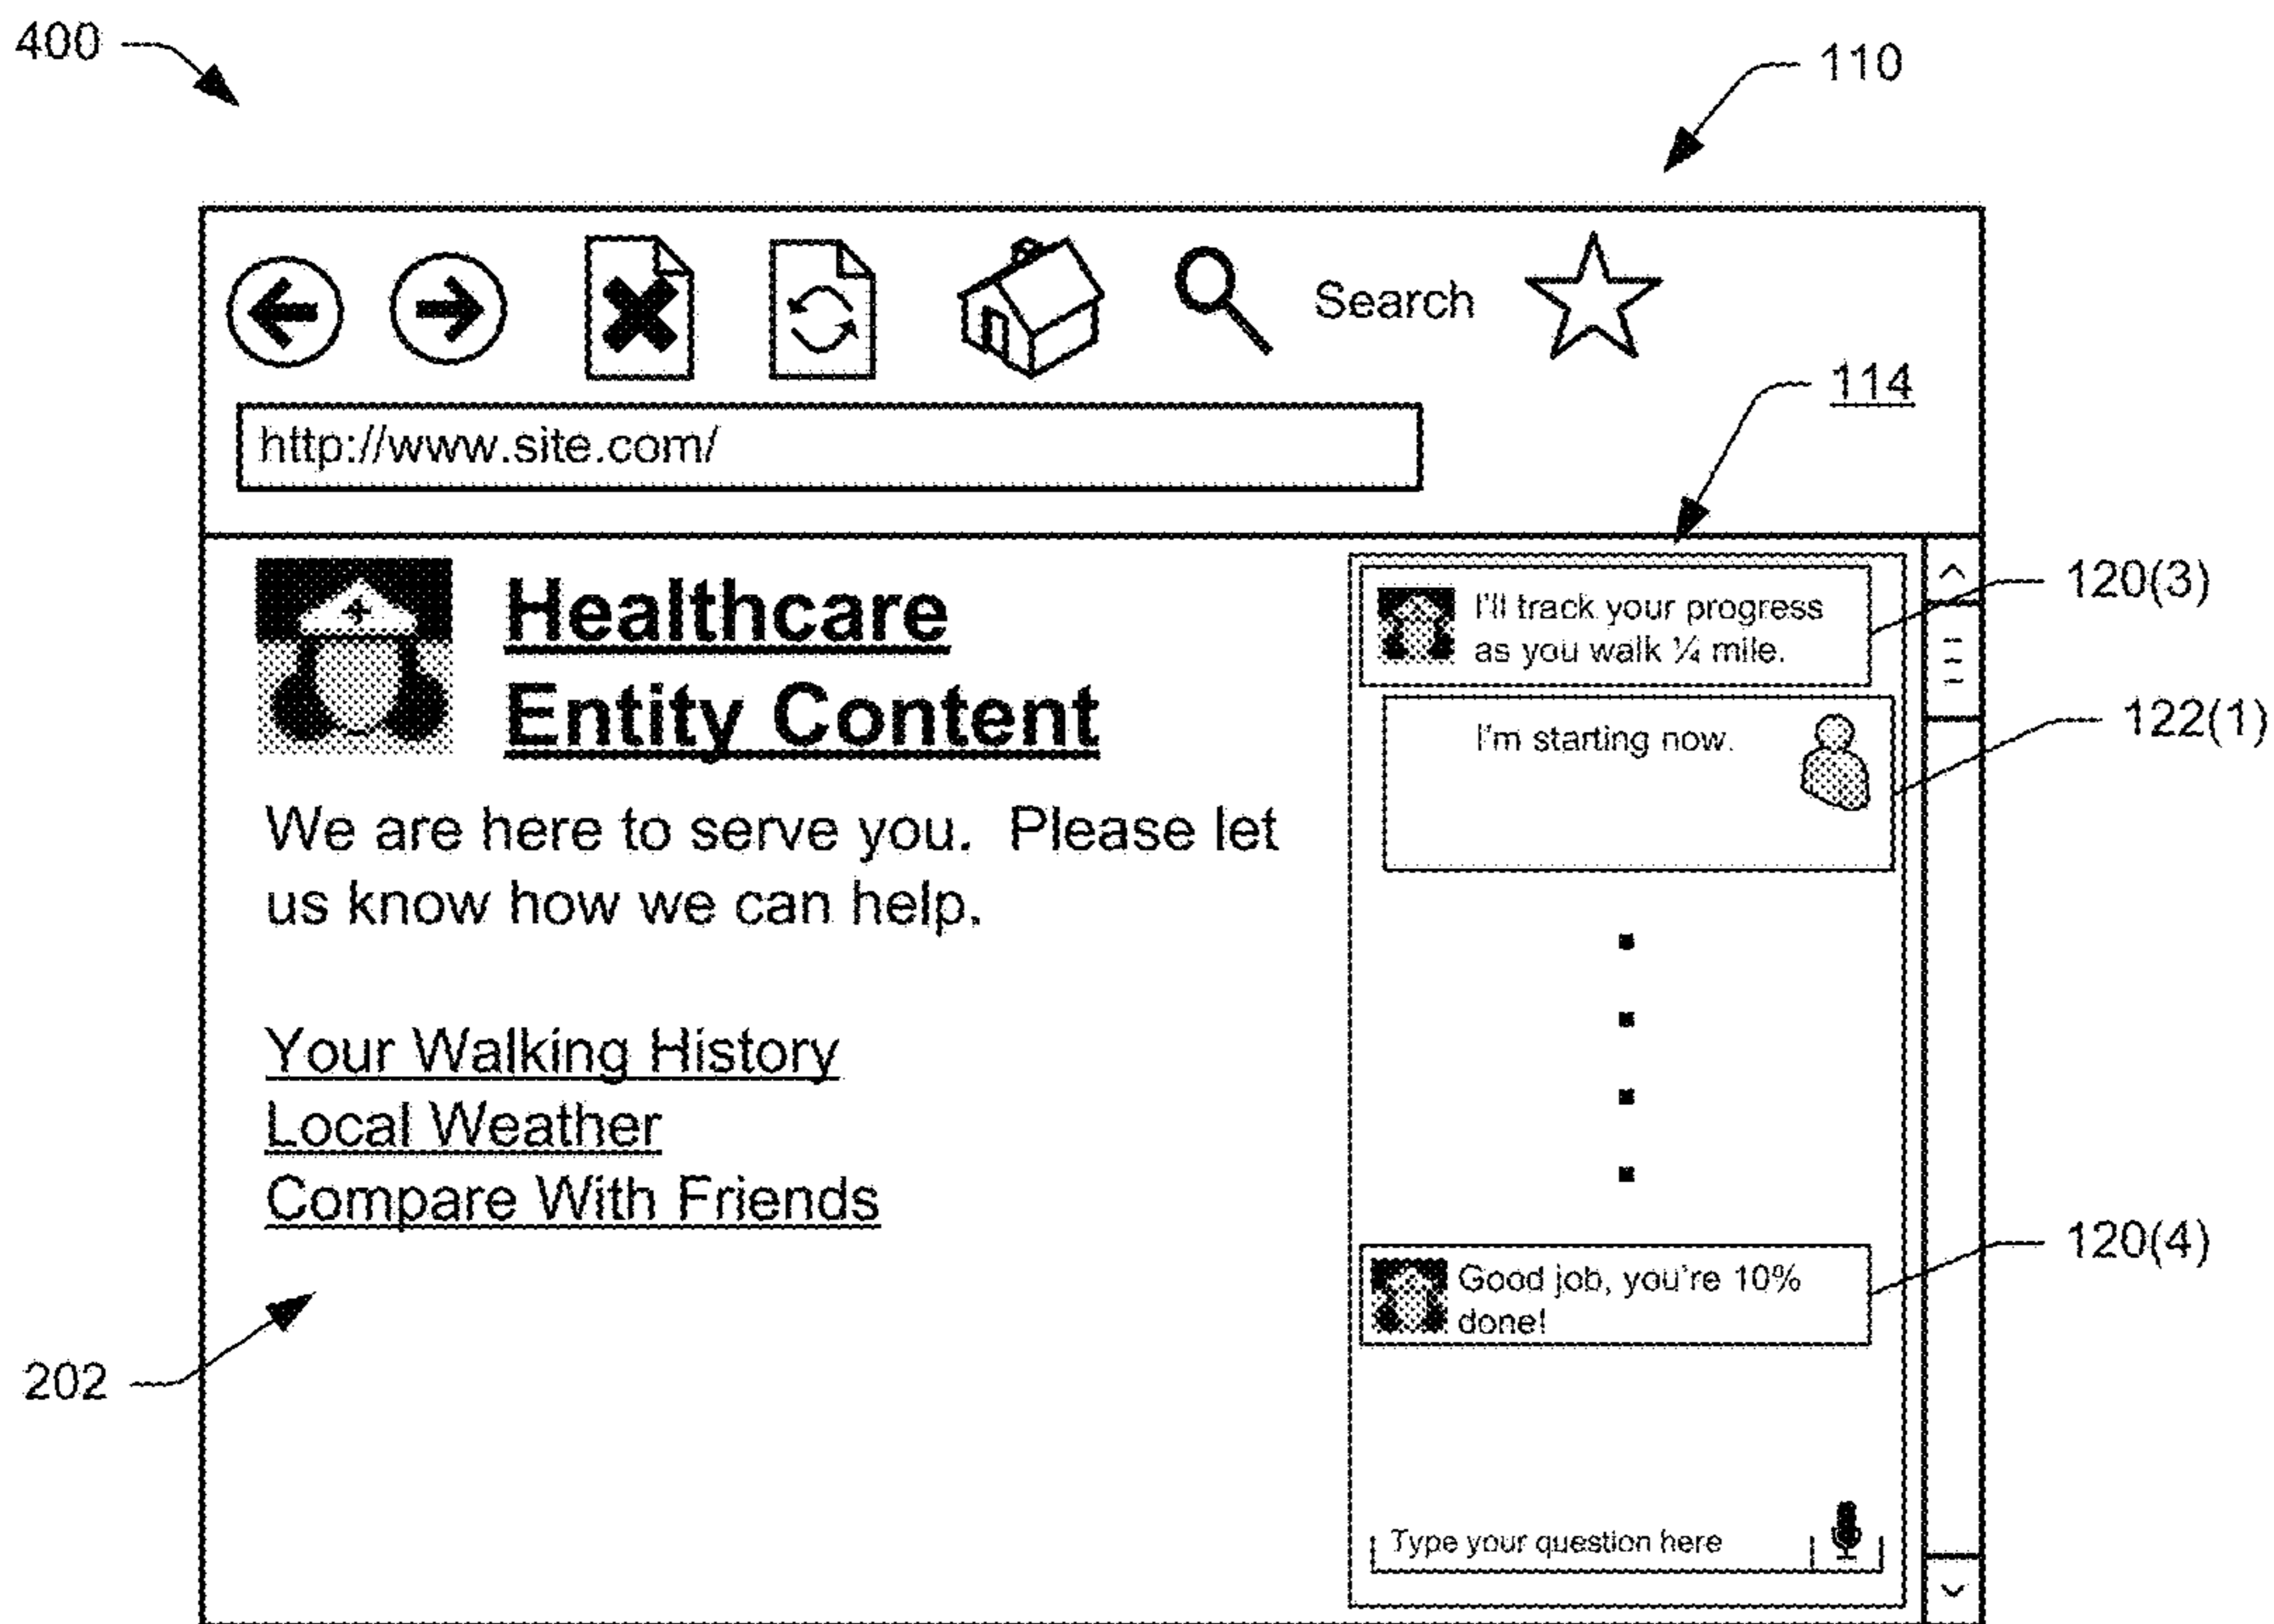 400
110
Search
114
http://www.site.com/
Healthcare
Entity Content
We are here to serve you. Please let
us know how we can help.
Your Walking History
Local Weather
Compare With Friends
202
I'll track your progress
as you walk ¼ mile.
120(3)
I'm starting now.
122(1)
Good job, you're 10%
done!
120(4)
Type your question here